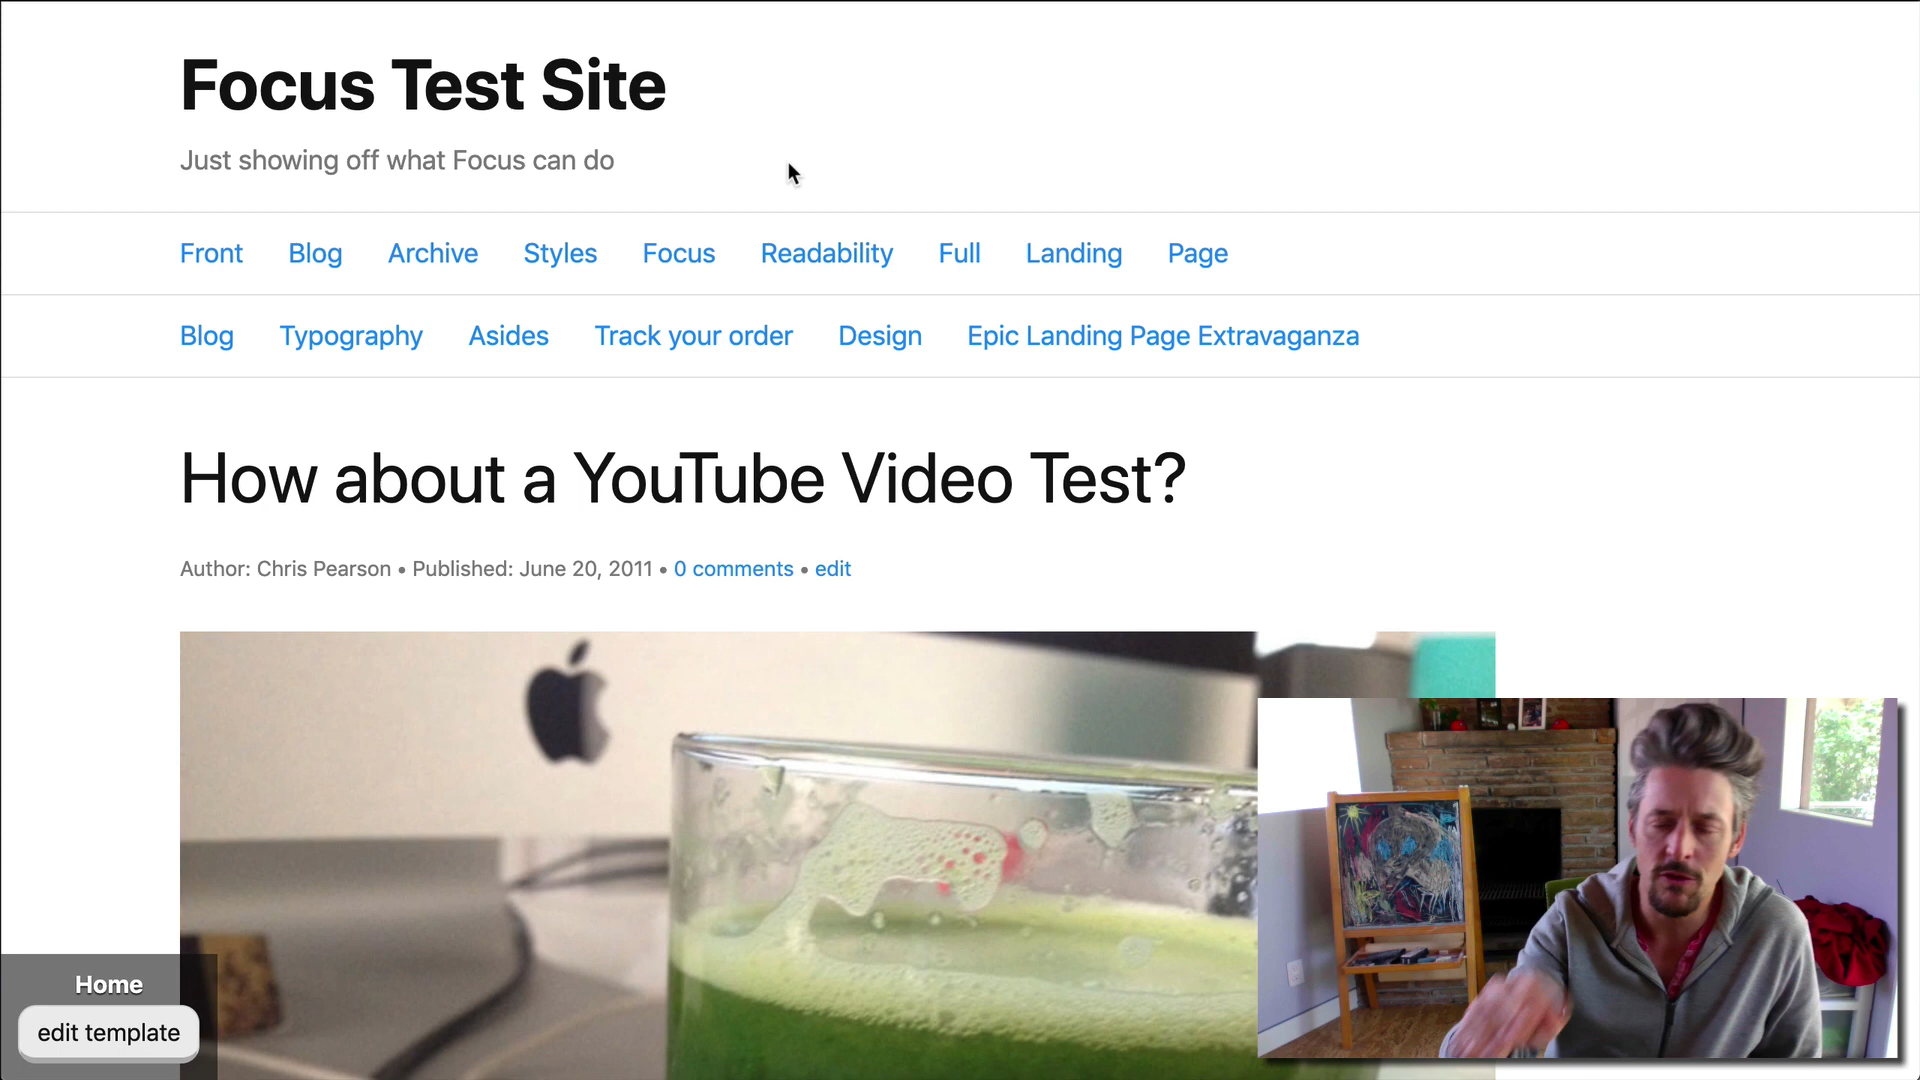 Focus Test Site
Just showing off what Focus can do
Front Blog Archive Styles Focus Readability Full Landing Page
Blog Typography Asides Track your order Design Epic Landing Page Extravaganza
How about a YouTube Video Test?
Author: Chris Pearson • Published: June 20, 2011 • 0 comments • edit
Home
edit template